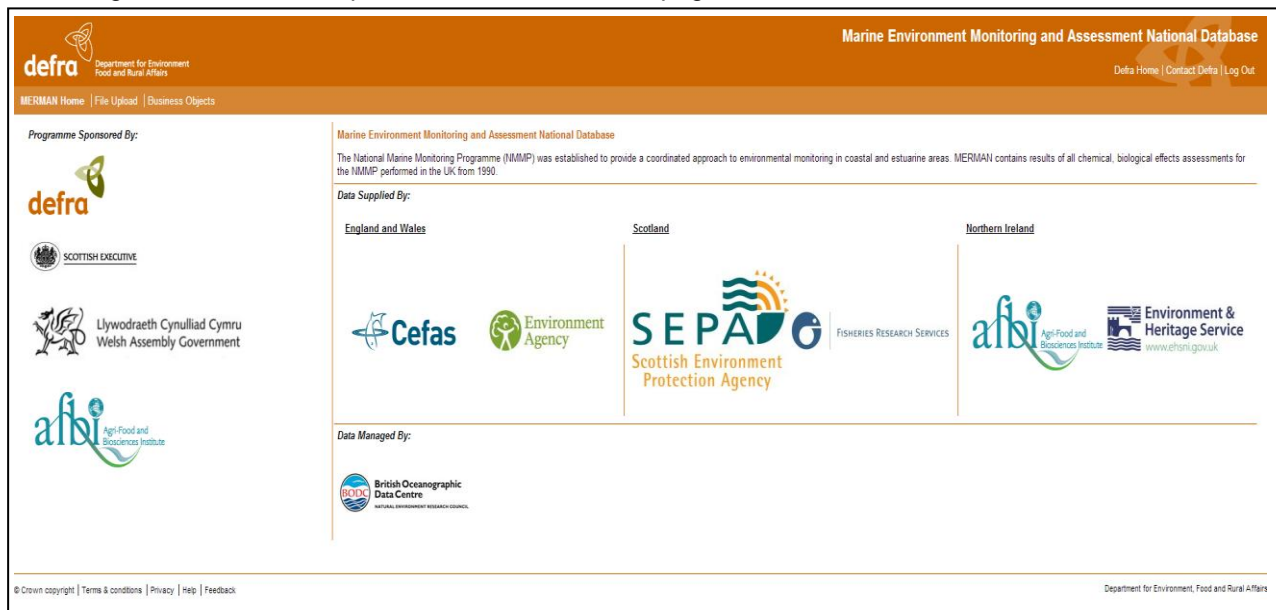 Marine Environment Monitoring and Assessment National Database
defra
Department for Environment
Food and Rural Affairs
Defra Home | Contact Defra | Log Out
MERMAN Home | File Upload | Business Objects
Programme Sponsored By:
defra
SCOTTISH EXECUTIVE
Llywodraeth Cynulliad Cymru
Welsh Assembly Government
afbi
Agri-Food and
Biosciences Institute
Marine Environment Monitoring and Assessment National Database
The National Marine Monitoring Programme (NMMP) was established to provide a coordinated approach to environmental monitoring in coastal and estuarine areas. MERMAN contains results of all chemical, biological effects assessments for
the NMMP performed in the UK from 1990.
Data Supplied By:
England and Wales
Cefas
Environment
Agency
Scotland
SEPA
Scottish Environment
Protection Agency
FISHERIES RESEARCH SERVICES
Northern Ireland
afbi
Agri-Food and
Biosciences Institute
Environment &
Heritage Service
www.ehsni.gov.uk
Data Managed By:
BODC
British Oceanographic
Data Centre
NATURAL ENVIRONMENT RESEARCH COUNCIL
© Crown copyright | Terms & conditions | Privacy | Help | Feedback
Department for Environment, Food and Rural Affairs